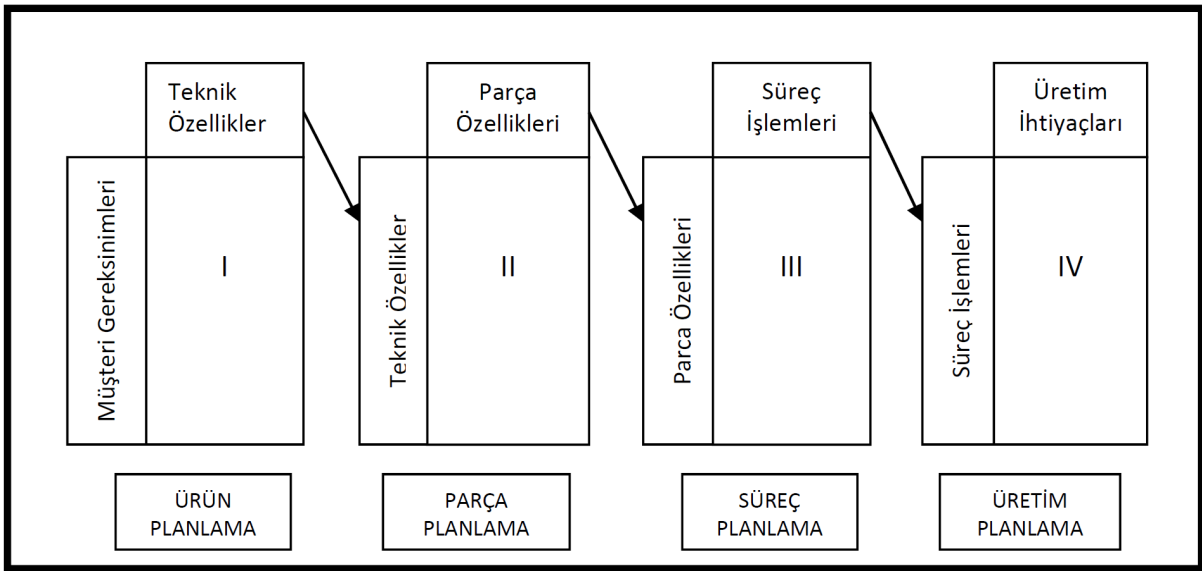 Teknik
Özellikler
Parça
Özellikleri
Süreç
İşlemleri
Üretim
İhtiyaçları
Müşteri Gereksinimleri
I
Teknik Özellikler
II
Parca Özellikleri
III
Süreç İşlemleri
IV
ÜRÜN
PLANLAMA
PARÇA
PLANLAMA
SÜREÇ
PLANLAMA
ÜRETİM
PLANLAMA